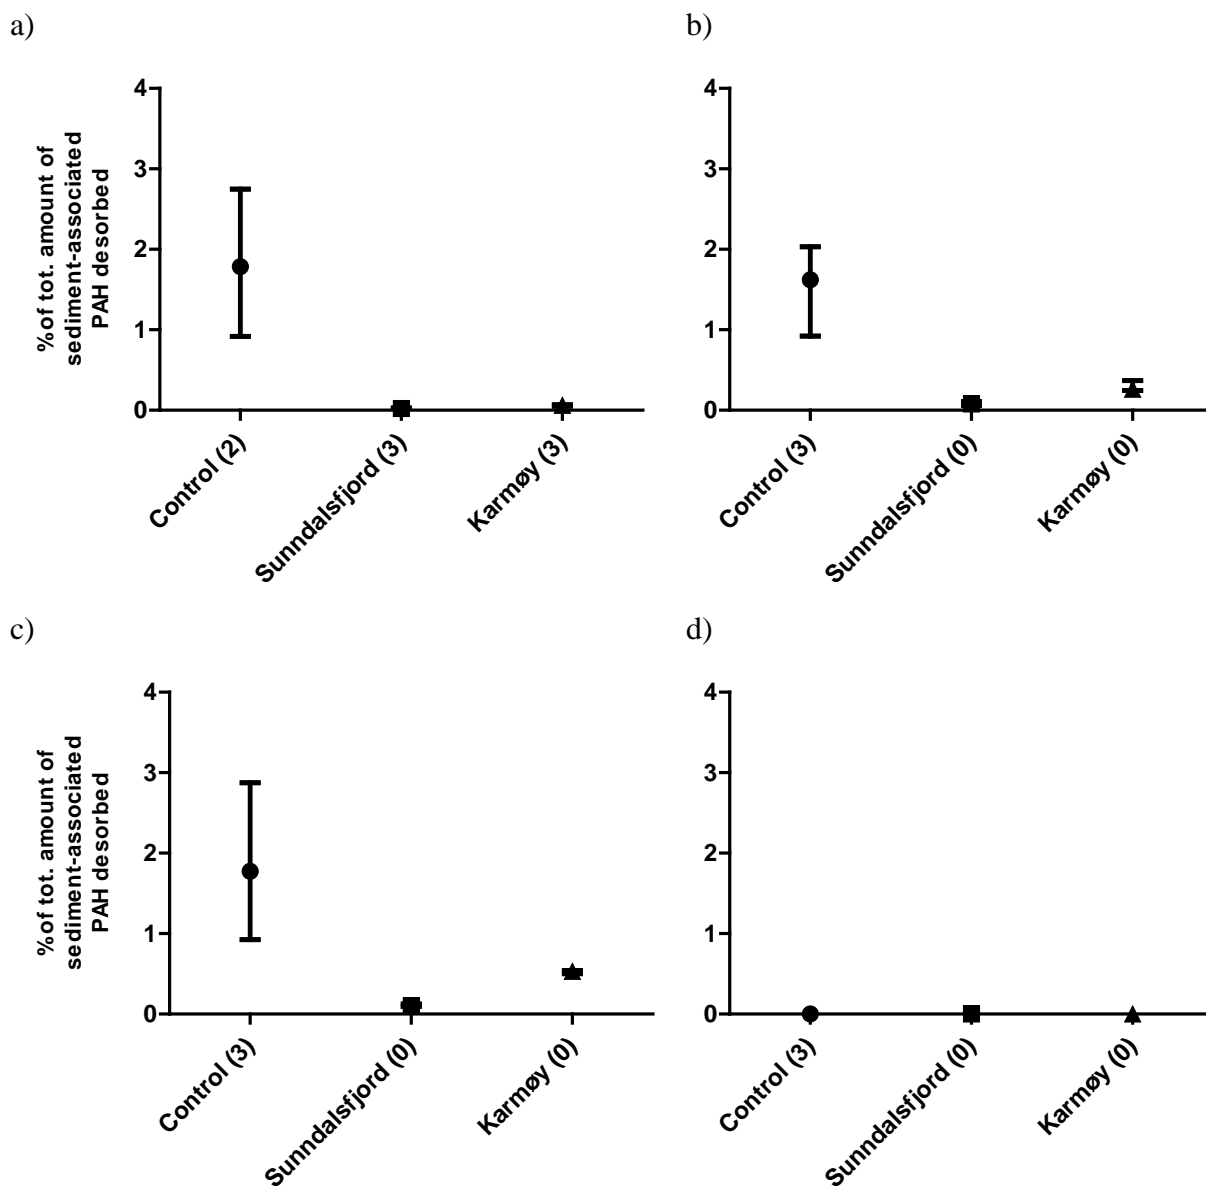 a)
4
3
2
1
0
%of tot. amount of
sediment-associated
PAH desorbed
Control (2)
Sunndalsfjord (3)
Karmøy (3)
b)
4
3
2
1
0
Control (3)
Sunndalsfjord (0)
Karmøy (0)
c)
4
3
2
1
0
%of tot. amount of
sediment-associated
PAH desorbed
Control (3)
Sunndalsfjord (0)
Karmøy (0)
d)
4
3
2
1
0
Control (3)
Sunndalsfjord (0)
Karmøy (0)